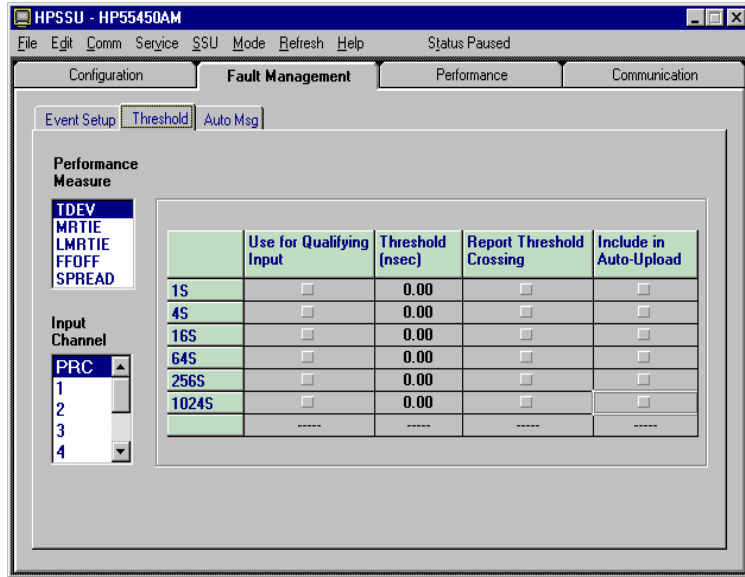 HPSSU - HP55450AM
File Edit Comm Service SSU Mode Refresh Help Status Paused
Configuration Fault Management Performance Communication
Event Setup Threshold Auto Msg
Performance
Measure
TDEV
MRTIE
LMRTIE
FFOFF
SPREAD
Input
Channel
PRC
1
2
3
4
Use for Qualifying Threshold Report Threshold Include in
Input (nsec) Crossing Auto-Upload
1S 0.00
4S 0.00
16S 0.00
64S 0.00
256S 0.00
1024S 0.00
----- ----- ----- -----